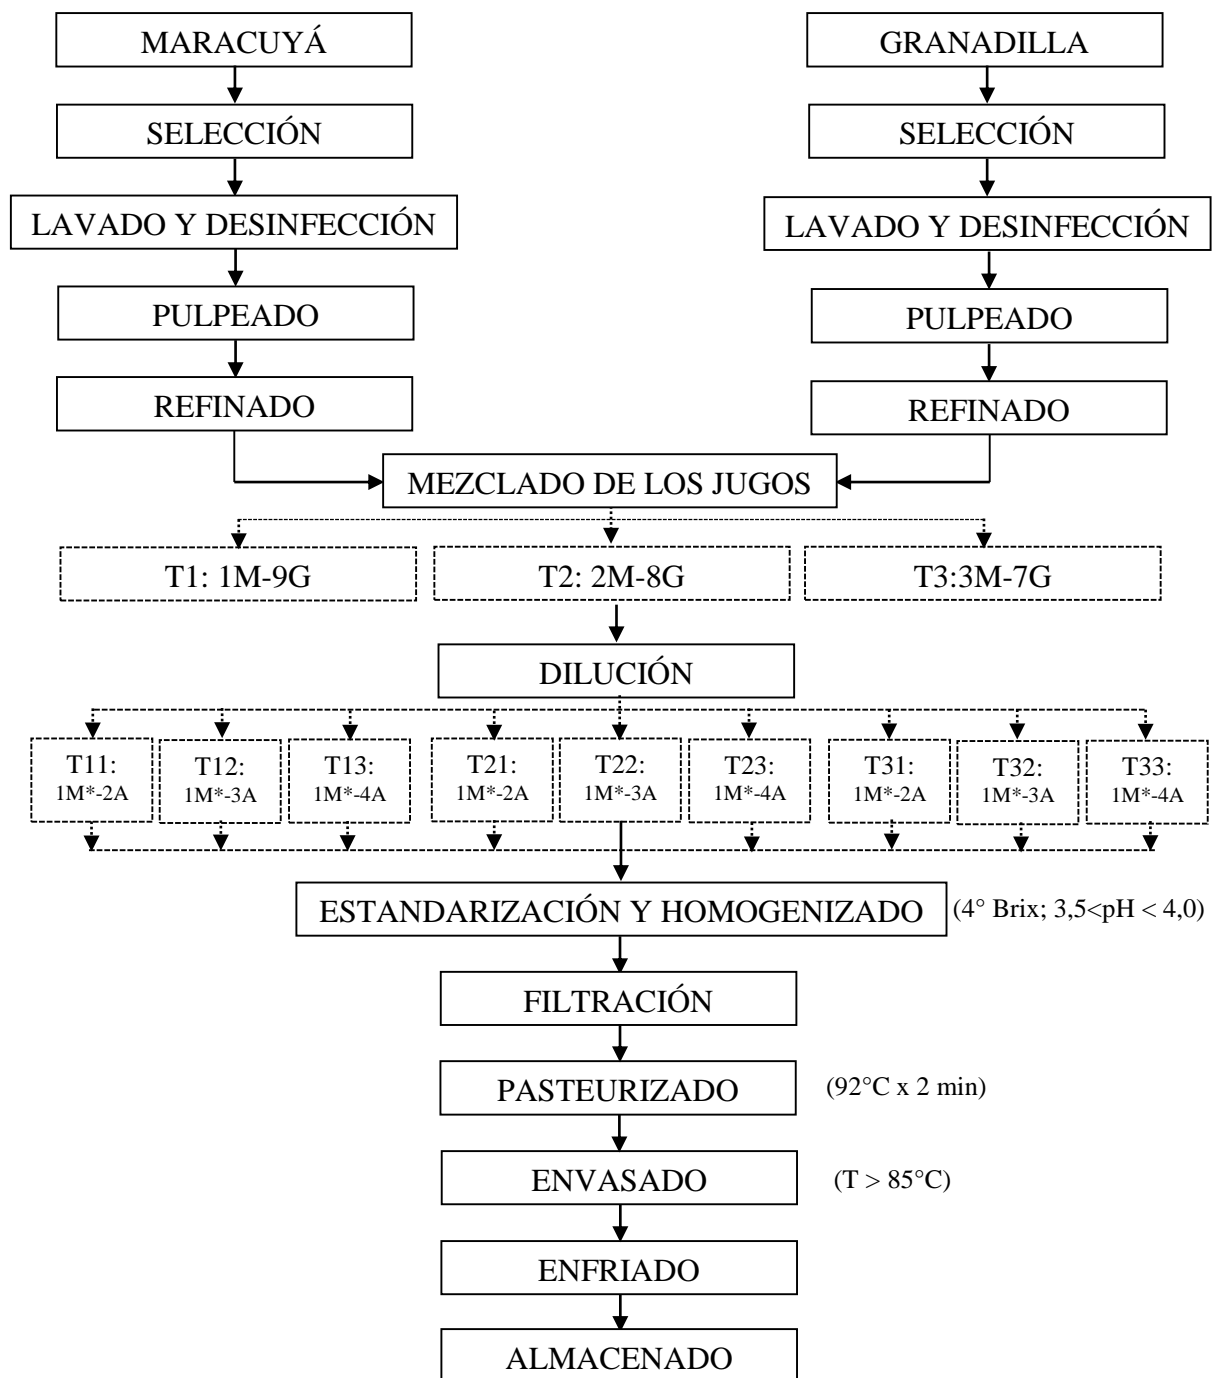 MARACUYÁ
GRANADILLA
SELECCIÓN
SELECCIÓN
LAVADO Y DESINFECCIÓN
LAVADO Y DESINFECCIÓN
PULPEADO
PULPEADO
REFINADO
REFINADO
MEZCLADO DE LOS JUGOS
T1: 1M-9G
T2: 2M-8G
T3:3M-7G
DILUCIÓN
T11:
1M*-2A
T12:
1M*-3A
T13:
1M*-4A
T21:
1M*-2A
T22:
1M*-3A
T23:
1M*-4A
T31:
1M*-2A
T32:
1M*-3A
T33:
1M*-4A
ESTANDARIZACIÓN Y HOMOGENIZADO
(4° Brix; 3,5<pH < 4,0)
FILTRACIÓN
PASTEURIZADO
(92°C x 2 min)
ENVASADO
(T > 85°C)
ENFRIADO
ALMACENADO